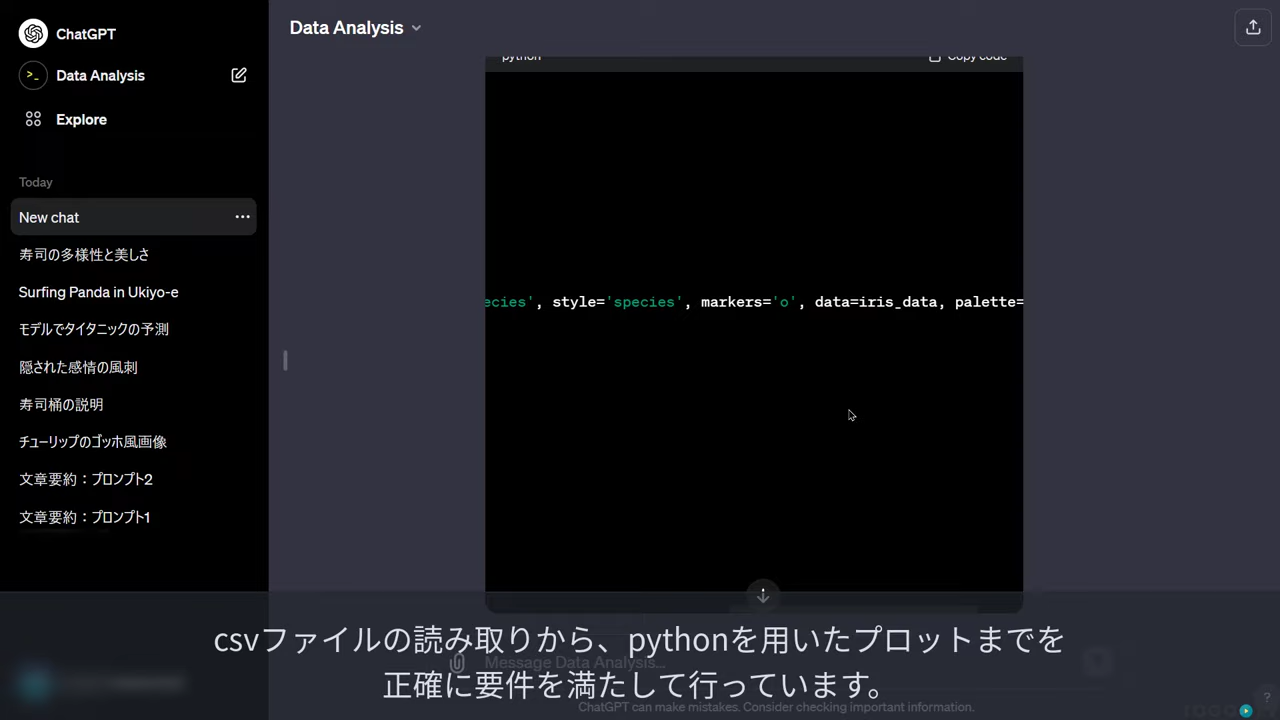 ChatGPT
Data Analysis
Explore
Today
New chat
寿司の多様性と美しさ
Surfing Panda in Ukiyo-e
モデルでタイタニックの予測
隠された感情の風刺
寿司桶の説明
チューリップのゴッホ風画像
文章要約：プロンプト2
文章要約：プロンプト1
Data Analysis
python
Copy code
ecies', style='species', markers='o', data=iris_data, palette=
Message Data Analysis...
csvファイルの読み取りから、pythonを用いたプロットまでを
正確に要件を満たして行っています。
ChatGPT can make mistakes. Consider checking important information.
?